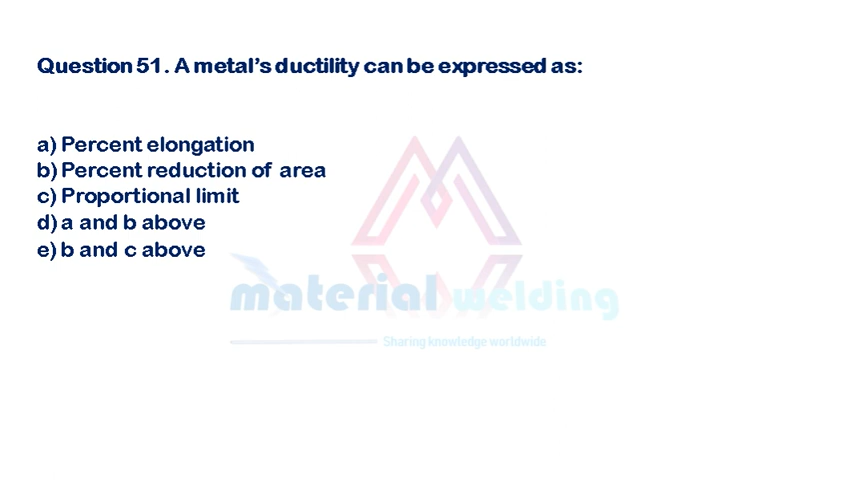 Question 51. A metal's ductility can be expressed as:
a) Percent elongation
b) Percent reduction of area
c) Proportional limit
d) a and b above
e) b and c above
material welding
Sharing knowledge worldwide